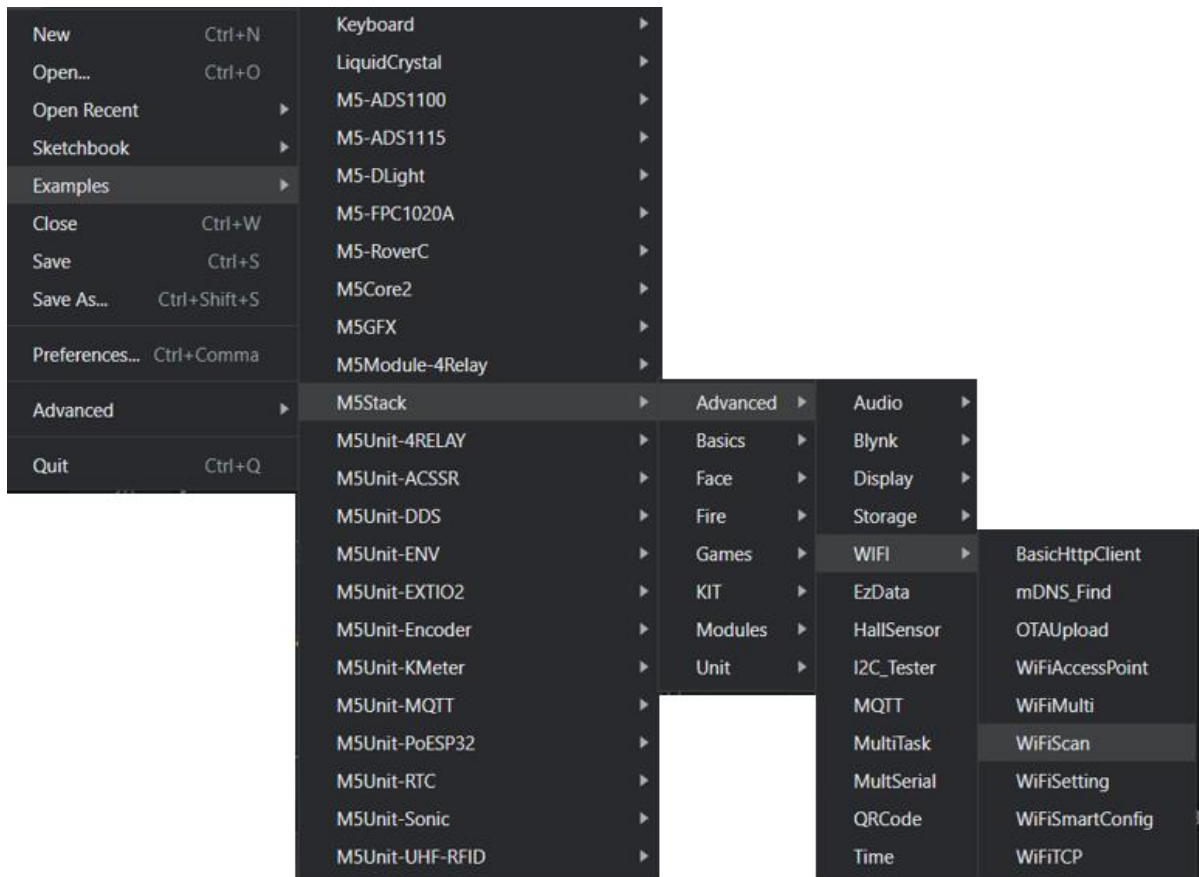 New Ctrl+N
Open... Ctrl+O
Open Recent
Sketchbook
Examples
Close Ctrl+W
Save Ctrl+S
Save As... Ctrl+Shift+S
Preferences... Ctrl+Comma
Advanced
Quit Ctrl+Q
Keyboard
LiquidCrystal
M5-ADS1100
M5-ADS1115
M5-DLight
M5-FPC1020A
M5-RoverC
M5Core2
M5GFX
M5Module-4Relay
M5Stack
M5Unit-4RELAY
M5Unit-ACSSR
M5Unit-DDS
M5Unit-ENV
M5Unit-EXTIO2
M5Unit-Encoder
M5Unit-KMeter
M5Unit-MQTT
M5Unit-PoESP32
M5Unit-RTC
M5Unit-Sonic
M5Unit-UHF-RFID
Advanced
Basics
Face
Fire
Games
KIT
Modules
Unit
Audio
Blynk
Display
Storage
WIFI
EzData
HallSensor
I2C_Tester
MQTT
MultiTask
MultSerial
QRCode
Time
BasicHttpClient
mDNS_Find
OTAUpload
WiFiAccessPoint
WiFiMulti
WiFiScan
WiFiSetting
WiFiSmartConfig
WiFiTCP